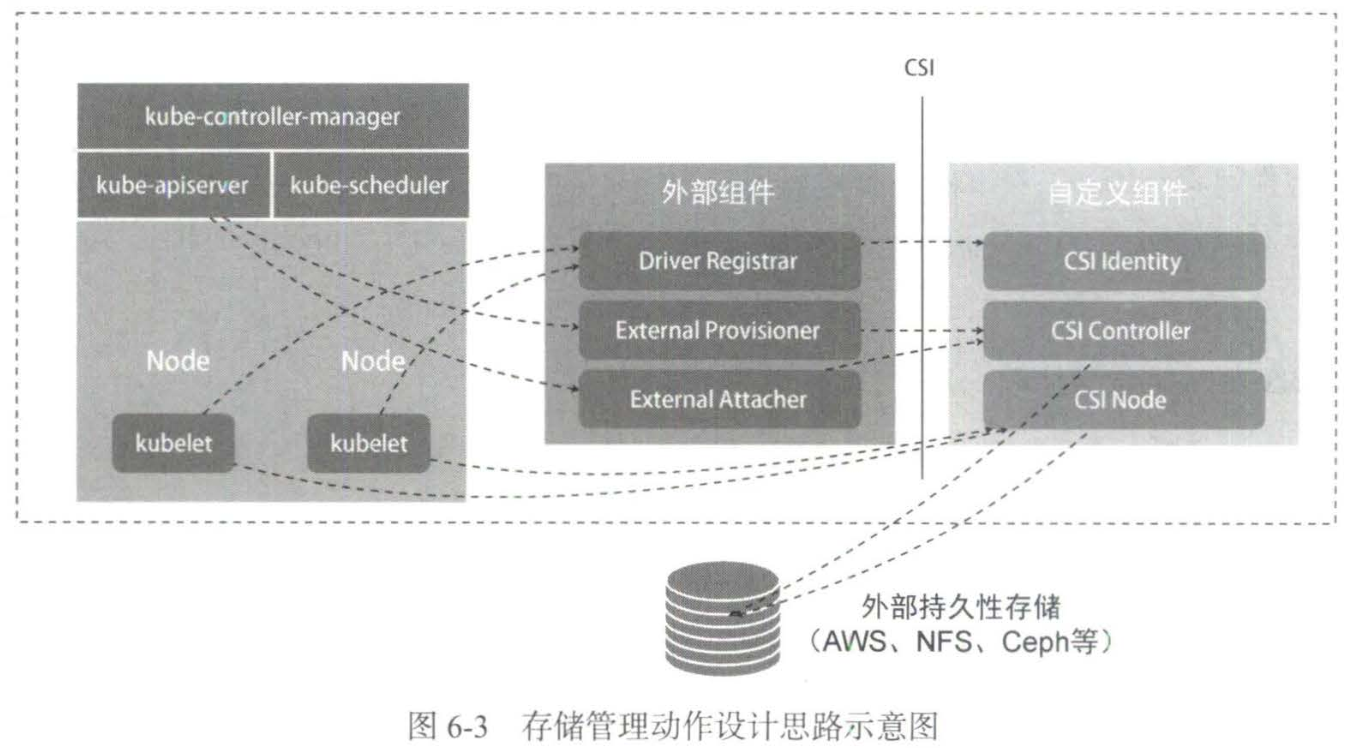 CSI
kube-controller-manager
kube-apiserver
kube-scheduler
外部组件
自定义组件
Driver Registrar
CSI Identity
External Provisioner
CSI Controller
Node
Node
External Attacher
CSI Node
kubelet
kubelet
外部持久性存储
(AWS、NFS、Ceph等)
图 6-3 存储管理动作设计思路示意图